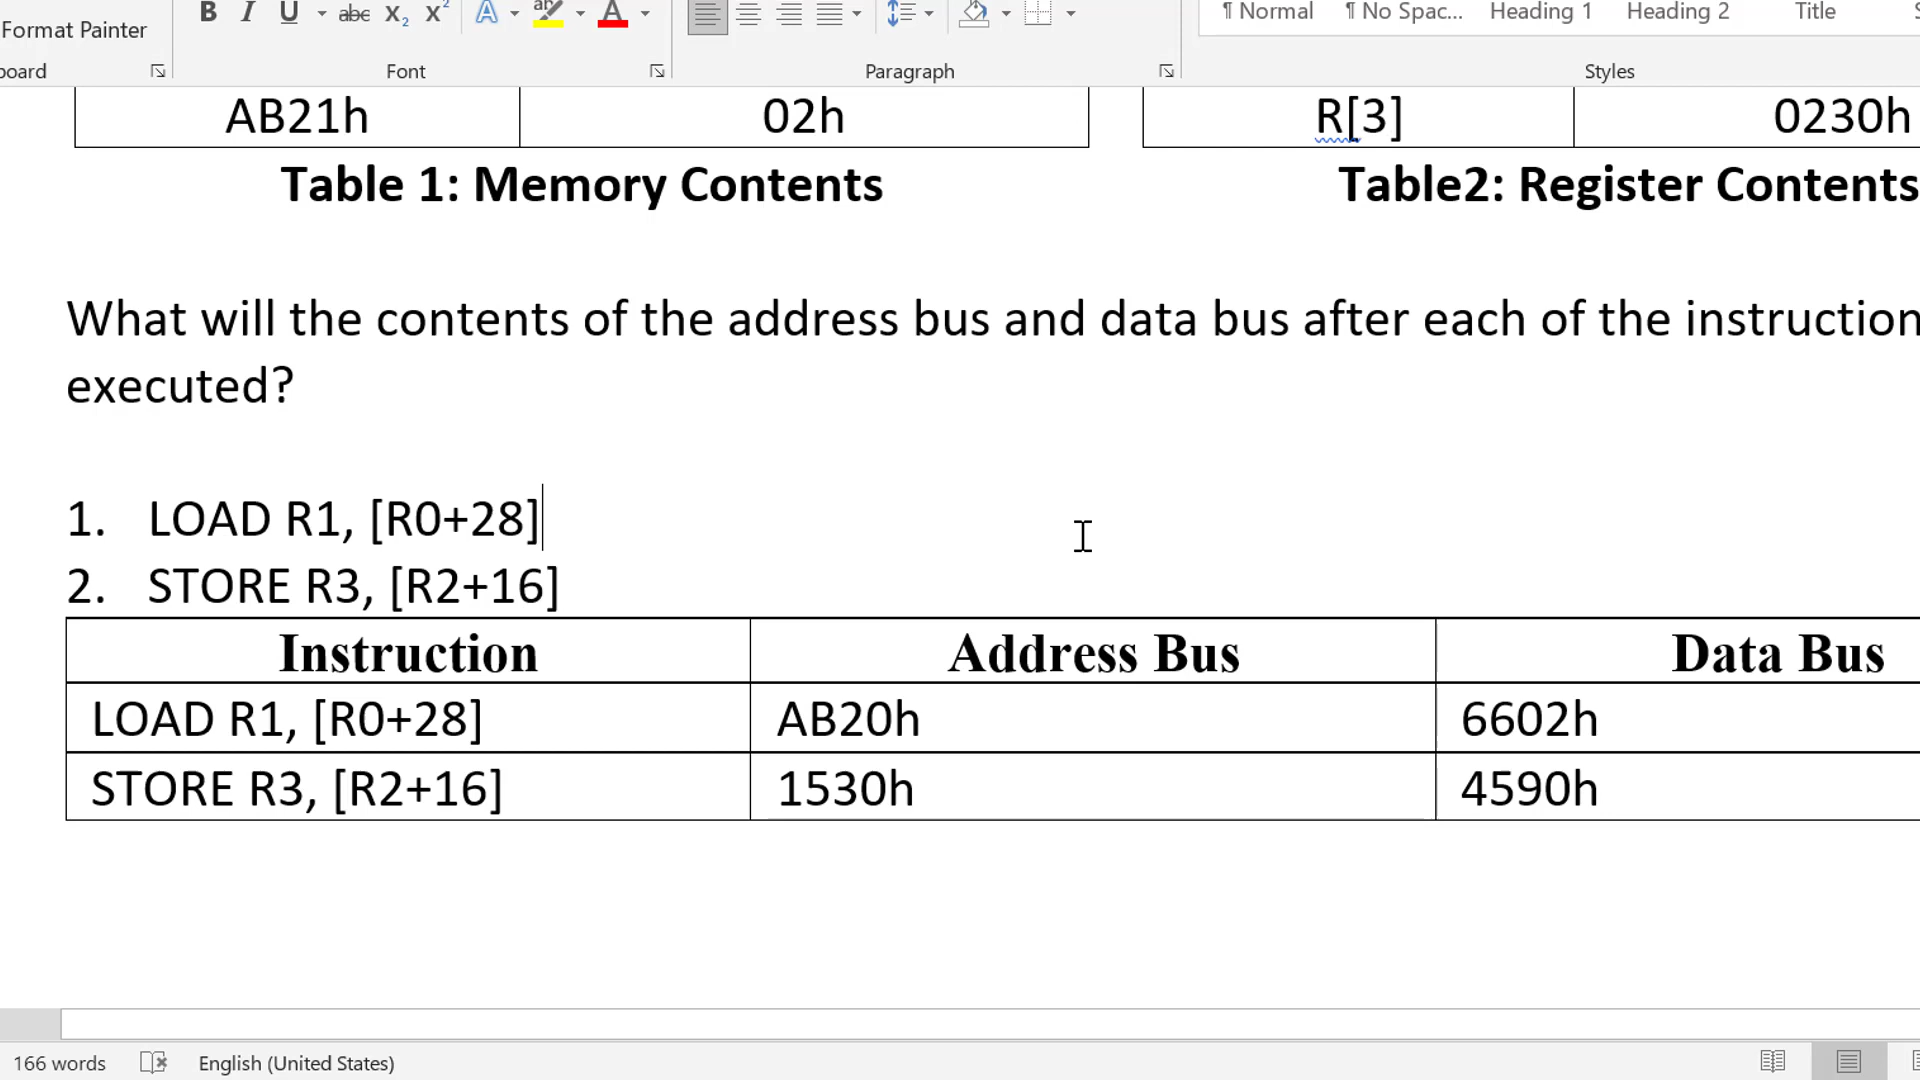 Format Painter
B I U abc X₂ X² A ab A
¶ Normal ¶ No Spac... Heading 1 Heading 2 Title
Font Paragraph Styles
AB21h 02h R[3] 0230h
Table 1: Memory Contents Table2: Register Contents
What will the contents of the address bus and data bus after each of the instruction
executed?
1. LOAD R1, [R0+28]
2. STORE R3, [R2+16]
Instruction Address Bus Data Bus
LOAD R1, [R0+28] AB20h 6602h
STORE R3, [R2+16] 1530h 4590h
166 words English (United States)